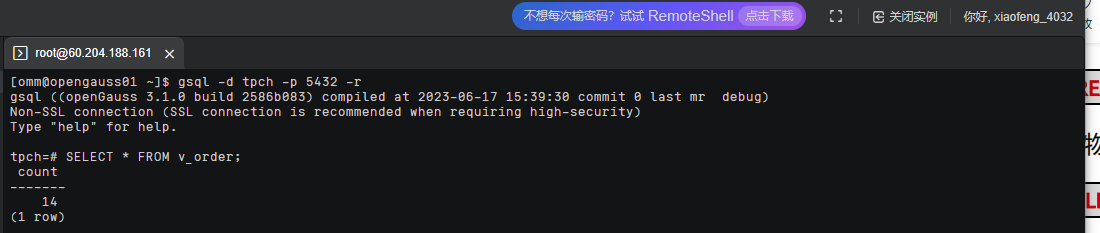 不想每次输密码? 试试 RemoteShell 点击下载
关闭实例
你好, xiaofeng_4032
root@60.204.188.161
[omm@opengauss01 ~]$ gsql -d tpch -p 5432 -r
gsql ((openGauss 3.1.0 build 2586b083) compiled at 2023-06-17 15:39:30 commit 0 last mr  debug)
Non-SSL connection (SSL connection is recommended when requiring high-security)
Type "help" for help.
tpch=# SELECT * FROM v_order;
count
-------
14
(1 row)
RE
物